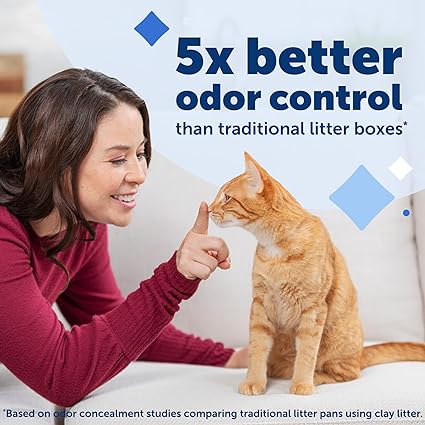 5x better
odor control
than traditional litter boxes*
*Based on odor concealment studies comparing traditional litter pans using clay litter.